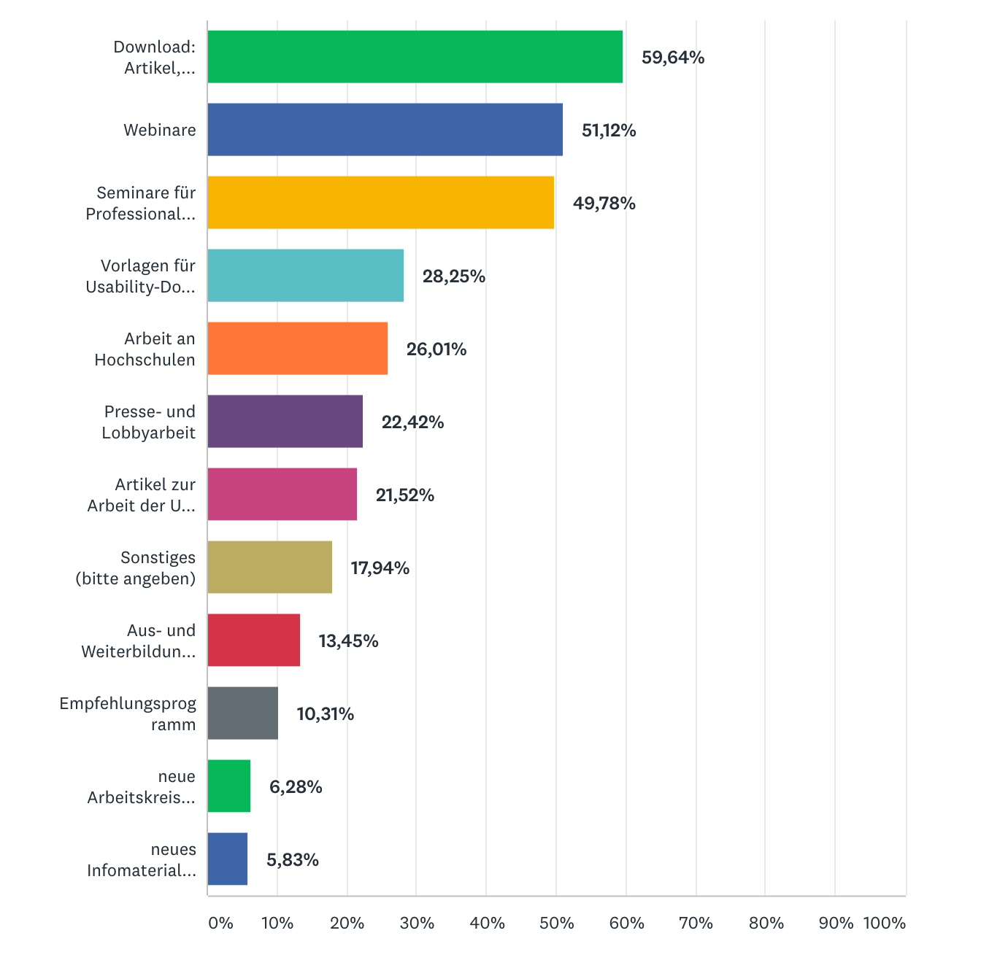 Download:
Artikel,...
59,64%
Webinare
51,12%
Seminare für
Professional...
49,78%
Vorlagen für
Usability-Do...
28,25%
Arbeit an
Hochschulen
26,01%
Presse- und
Lobbyarbeit
22,42%
Artikel zur
Arbeit der U...
21,52%
Sonstiges
(bitte angeben)
17,94%
Aus- und
Weiterbildun...
13,45%
Empfehlungsprog
ramm
10,31%
neue
Arbeitskreis...
6,28%
neues
Infomaterial...
5,83%
0% 10% 20% 30% 40% 50% 60% 70% 80% 90% 100%